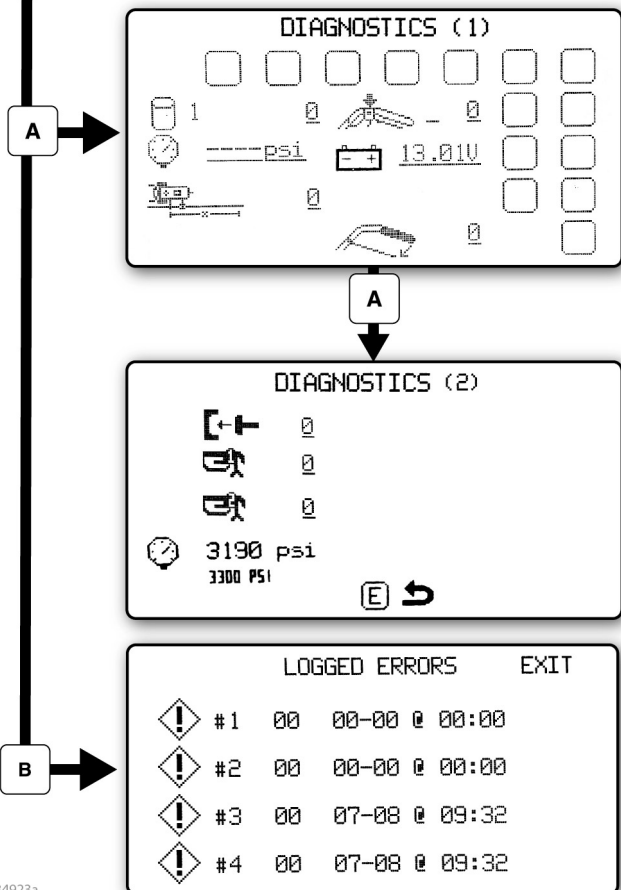 DIAGNOSTICS (1)
1 0 _ 0
----psi - + 13.01V
x 0
0
A
A
DIAGNOSTICS (2)
0
0
0
3190 psi
3300 PSI
E
LOGGED ERRORS EXIT
! #1 00 00-00 @ 00:00
! #2 00 00-00 @ 00:00
! #3 00 07-08 @ 09:32
! #4 00 07-08 @ 09:32
B